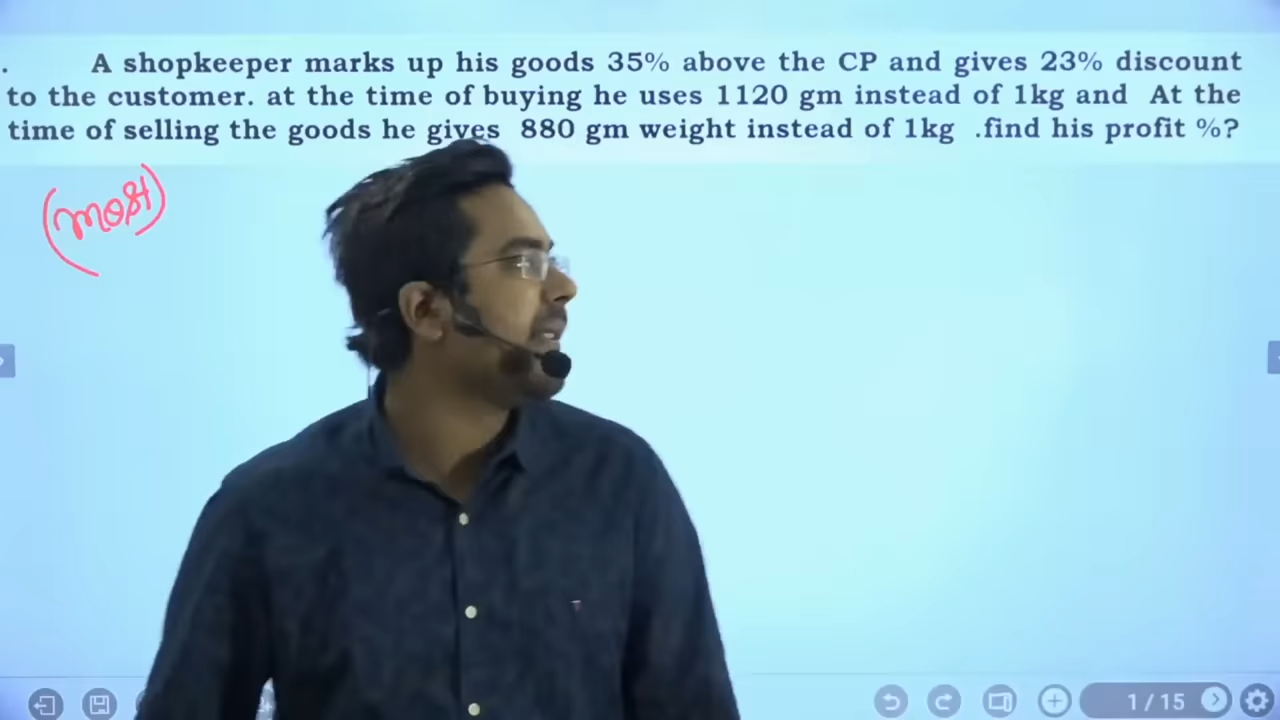 . A shopkeeper marks up his goods 35% above the CP and gives 23% discount
to the customer. at the time of buying he uses 1120 gm instead of 1kg and At the
time of selling the goods he gives 880 gm weight instead of 1kg .find his profit %?
(most)
1/15